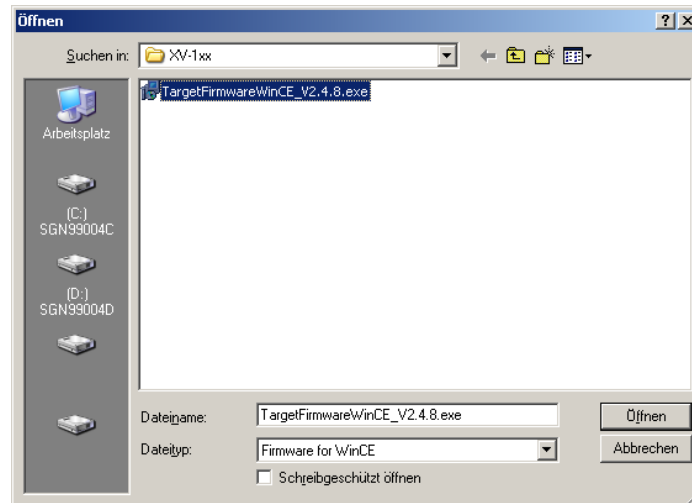 Öffnen
Suchen in: XV-1xx
TargetFirmwareWinCE_V2.4.8.exe
Arbeitsplatz
(C:)
SGN99004C
(D:)
SGN99004D
Dateiname: TargetFirmwareWinCE_V2.4.8.exe Öffnen
Dateityp: Firmware for WinCE Abbrechen
Schreibgeschützt öffnen